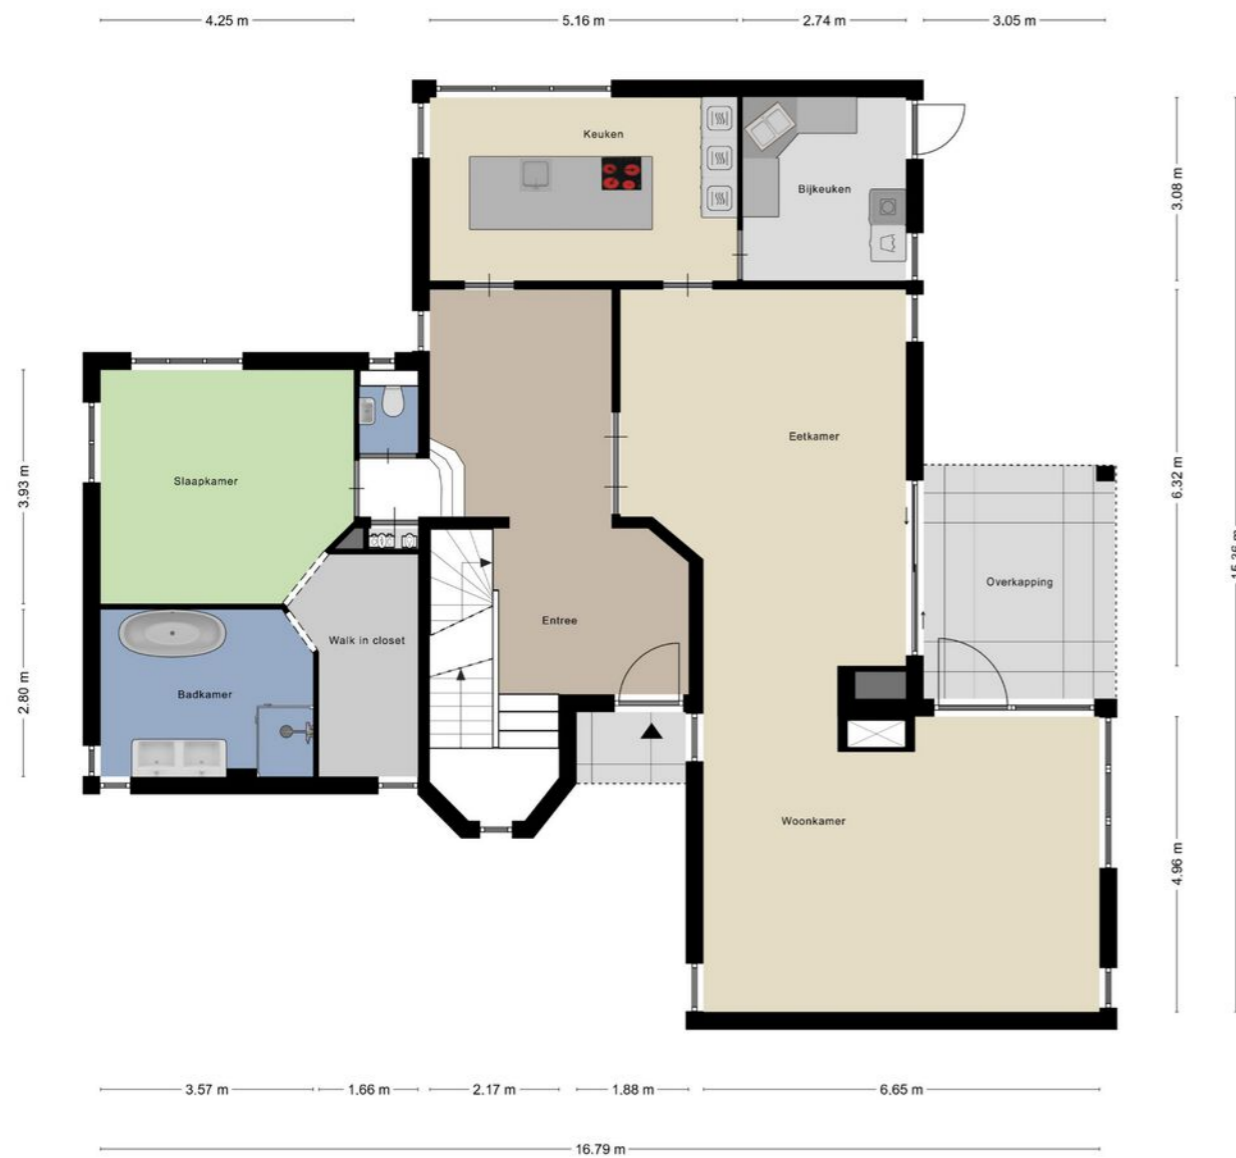 4.25 m
5.16 m
2.74 m
3.05 m
Keuken
Bijkeuken
3.08 m
Eetkamer
6.32 m
Slaapkamer
3.93 m
Overkapping
Entree
Walk in closet
Badkamer
2.80 m
Woonkamer
4.96 m
3.57 m
1.66 m
2.17 m
1.88 m
6.65 m
16.79 m